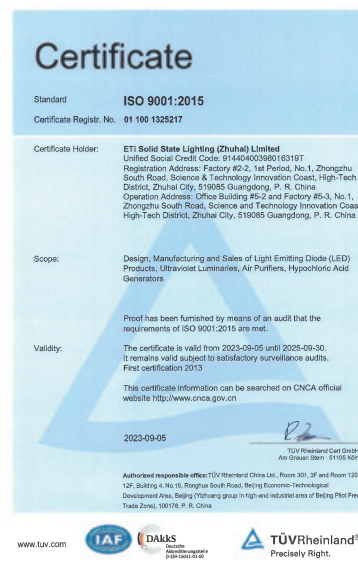 Certificate
Standard ISO 9001:2015
Certificate Registr. No. 01 100 1325217
Certificate Holder: ETi Solid State Lighting (Zhuhai) Limited
Unified Social Credit Code: 91440400398016319T
Registration Address: Factory #2-2, 1st Period, No.1, Zhongzhu
South Road, Science & Technology Innovation Coast, High-Tech
District, Zhuhai City, 519085 Guangdong, P. R. China
Operation Address: Office Building #5-2 and Factory #5-3, No.1,
Zhongzhu South Road, Science and Technology Innovation Coas
High-Tech District, Zhuhai City, 519085 Guangdong, P. R. China
Scope: Design, Manufacturing and Sales of Light Emitting Diode (LED)
Products, Ultraviolet Luminaries, Air Purifiers, Hypochloric Acid
Generators
Proof has been furnished by means of an audit that the
requirements of ISO 9001:2015 are met.
Validity: The certificate is valid from 2023-09-05 until 2025-09-30.
It remains valid subject to satisfactory surveillance audits.
First certification 2013
This certificate information can be searched on CNCA official
website http://www.cnca.gov.cn
2023-09-05
TÜV Rheinland Cert GmbH
Am Grauen Stein · 51105 Köln
Authorized responsible office:TÜV Rheinland China Ltd., Room 301, 3F and Room 120
12F, Building 4, No.15, Ronghua South Road, Beijing Economic-Technological
Development Area, Beijing (Yizhuang group in high-end industrial area of Beijing Pilot Free
Trade Zone), 100176, P. R. China
www.tuv.com
IAF
DAkkS
Deutsche
Akkreditierungsstelle
D-ZM-16031-01-00
TÜVRheinland®
Precisely Right.